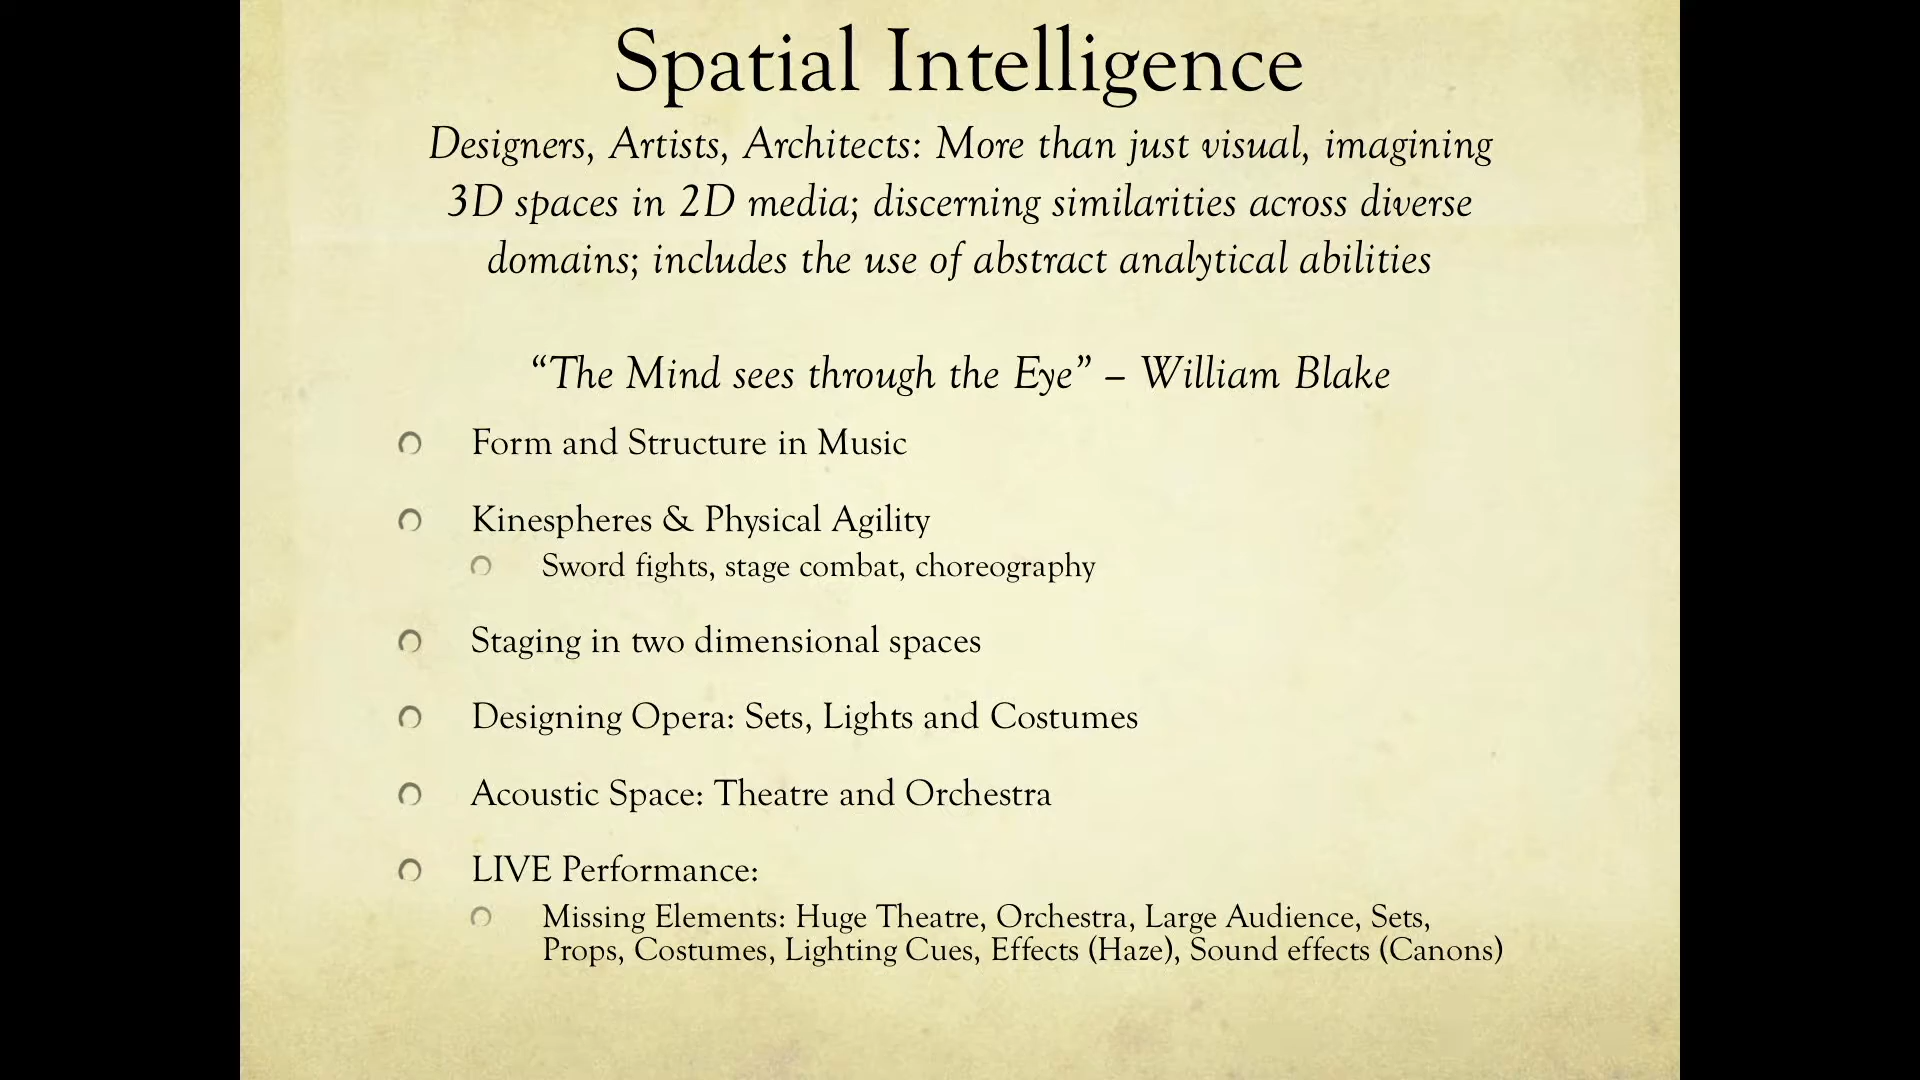 Spatial Intelligence
Designers, Artists, Architects: More than just visual, imagining
3D spaces in 2D media; discerning similarities across diverse
domains; includes the use of abstract analytical abilities
“The Mind sees through the Eye” – William Blake
Form and Structure in Music
Kinespheres & Physical Agility
Sword fights, stage combat, choreography
Staging in two dimensional spaces
Designing Opera: Sets, Lights and Costumes
Acoustic Space: Theatre and Orchestra
LIVE Performance:
Missing Elements: Huge Theatre, Orchestra, Large Audience, Sets,
Props, Costumes, Lighting Cues, Effects (Haze), Sound effects (Canons)